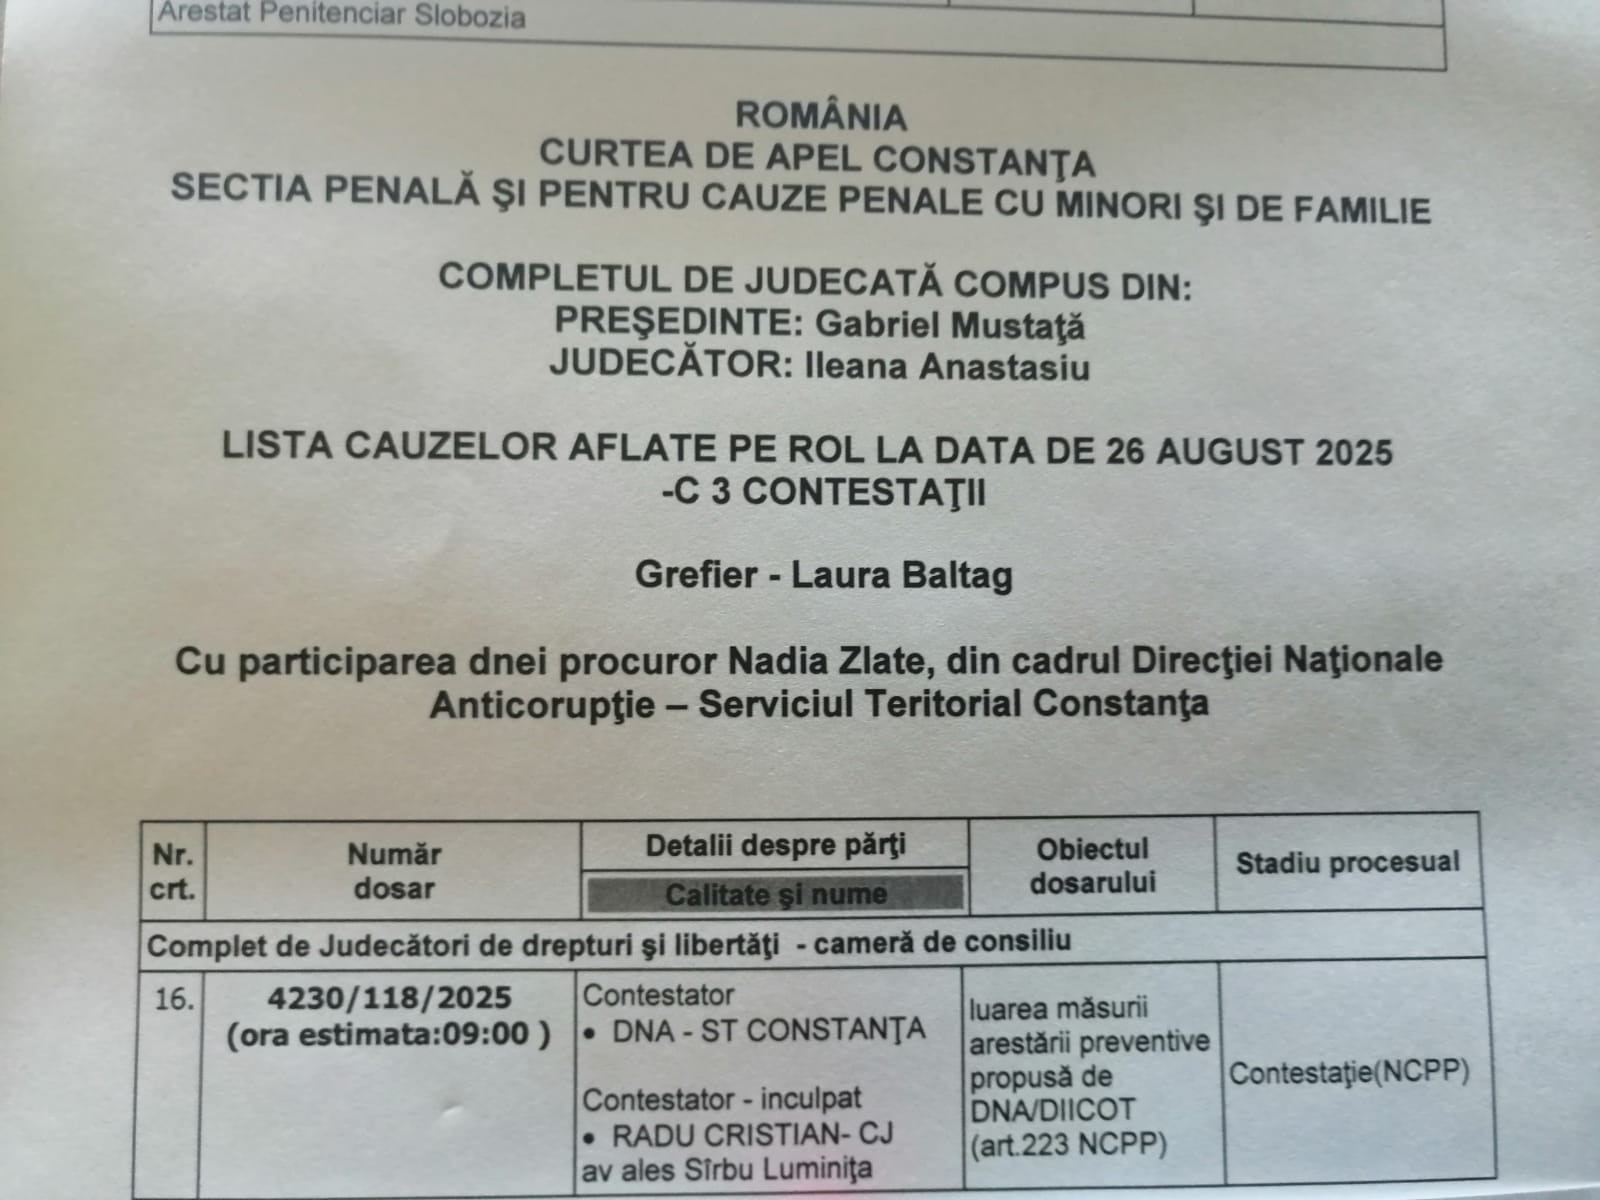 Arestat Penitenciar Slobozia
ROMÂNIA
CURTEA DE APEL CONSTANŢA
SECTIA PENALĂ ŞI PENTRU CAUZE PENALE CU MINORI ŞI DE FAMILIE
COMPLETUL DE JUDECATĂ COMPUS DIN:
PREŞEDINTE: Gabriel Mustaţă
JUDECĂTOR: Ileana Anastasiu
LISTA CAUZELOR AFLATE PE ROL LA DATA DE 26 AUGUST 2025
-C 3 CONTESTAŢII
Grefier - Laura Baltag
Cu participarea dnei procuror Nadia Zlate, din cadrul Direcţiei Naţionale
Anticorupţie – Serviciul Teritorial Constanţa
Nr.
crt.
Număr
dosar
Detalii despre părţi
Calitate şi nume
Obiectul
dosarului
Stadiu procesual
Complet de Judecători de drepturi şi libertăţi - cameră de consiliu
16.
4230/118/2025
(ora estimata:09:00 )
Contestator
• DNA - ST CONSTANŢA
Contestator - inculpat
• RADU CRISTIAN- CJ
av ales Sîrbu Luminiţa
luarea măsurii
arestării preventive
propusă de
DNA/DIICOT
(art.223 NCPP)
Contestaţie(NCPP)